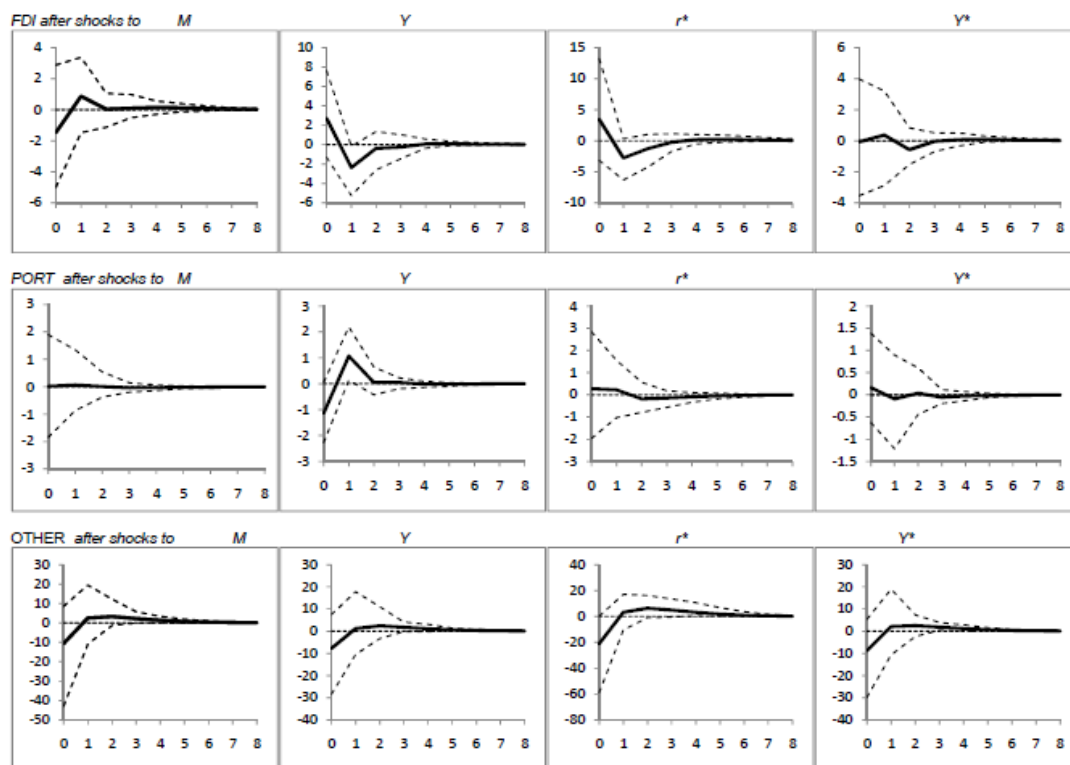 FDI after shocks to M Y r* Y*
4 10 15 6
2 8 10 4
0 6 5 2
-2 4 0 0
-4 2 -5 -2
-6 0 -10 -4
-2
-4
-6
0 1 2 3 4 5 6 7 8 0 1 2 3 4 5 6 7 8 0 1 2 3 4 5 6 7 8 0 1 2 3 4 5 6 7 8
PORT after shocks to M Y r* Y*
3 3 4 2
2 2 3 1.5
1 1 2 1
0 0 1 0.5
-1 -1 0 0
-2 -2 -1 -0.5
-3 -3 -2 -1
-3 -1.5
0 1 2 3 4 5 6 7 8 0 1 2 3 4 5 6 7 8 0 1 2 3 4 5 6 7 8 0 1 2 3 4 5 6 7 8
OTHER after shocks to M Y r* Y*
30 30 40 30
20 20 20 20
10 10 0 10
0 0 -20 0
-10 -10 -40 -10
-20 -20 -60 -20
-30 -30 -80 -30
-40 -40 -40
-50
0 1 2 3 4 5 6 7 8 0 1 2 3 4 5 6 7 8 0 1 2 3 4 5 6 7 8 0 1 2 3 4 5 6 7 8